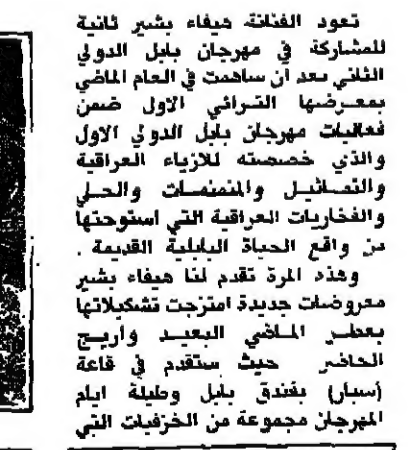 تعود الفنانة هيفاء بشير ثانية
للمشاركة في مهرجان بابل الدولي
الثاني بعد ان ساهمت في العام الماضي
بمعرضها التراثي الاول ضمن
فعاليات مهرجان بابل الدولي الاول
والذي خصصته للازياء العراقية
والتماثيل والمنمنمات والحلي
والفخاريات العراقية التي استوحتها
من واقع الحياة البابلية القديمة .
وهذه المرة تقدم لنا هيفاء بشير
معروضات جديدة امتزجت تشكيلاتها
بعطر الماضي البعيد وأريج
الحاضر حيث ستقدم في قاعة
(سبار) بفندق بابل وطيلة ايام
المهرجان مجموعة من الخزفيات التي